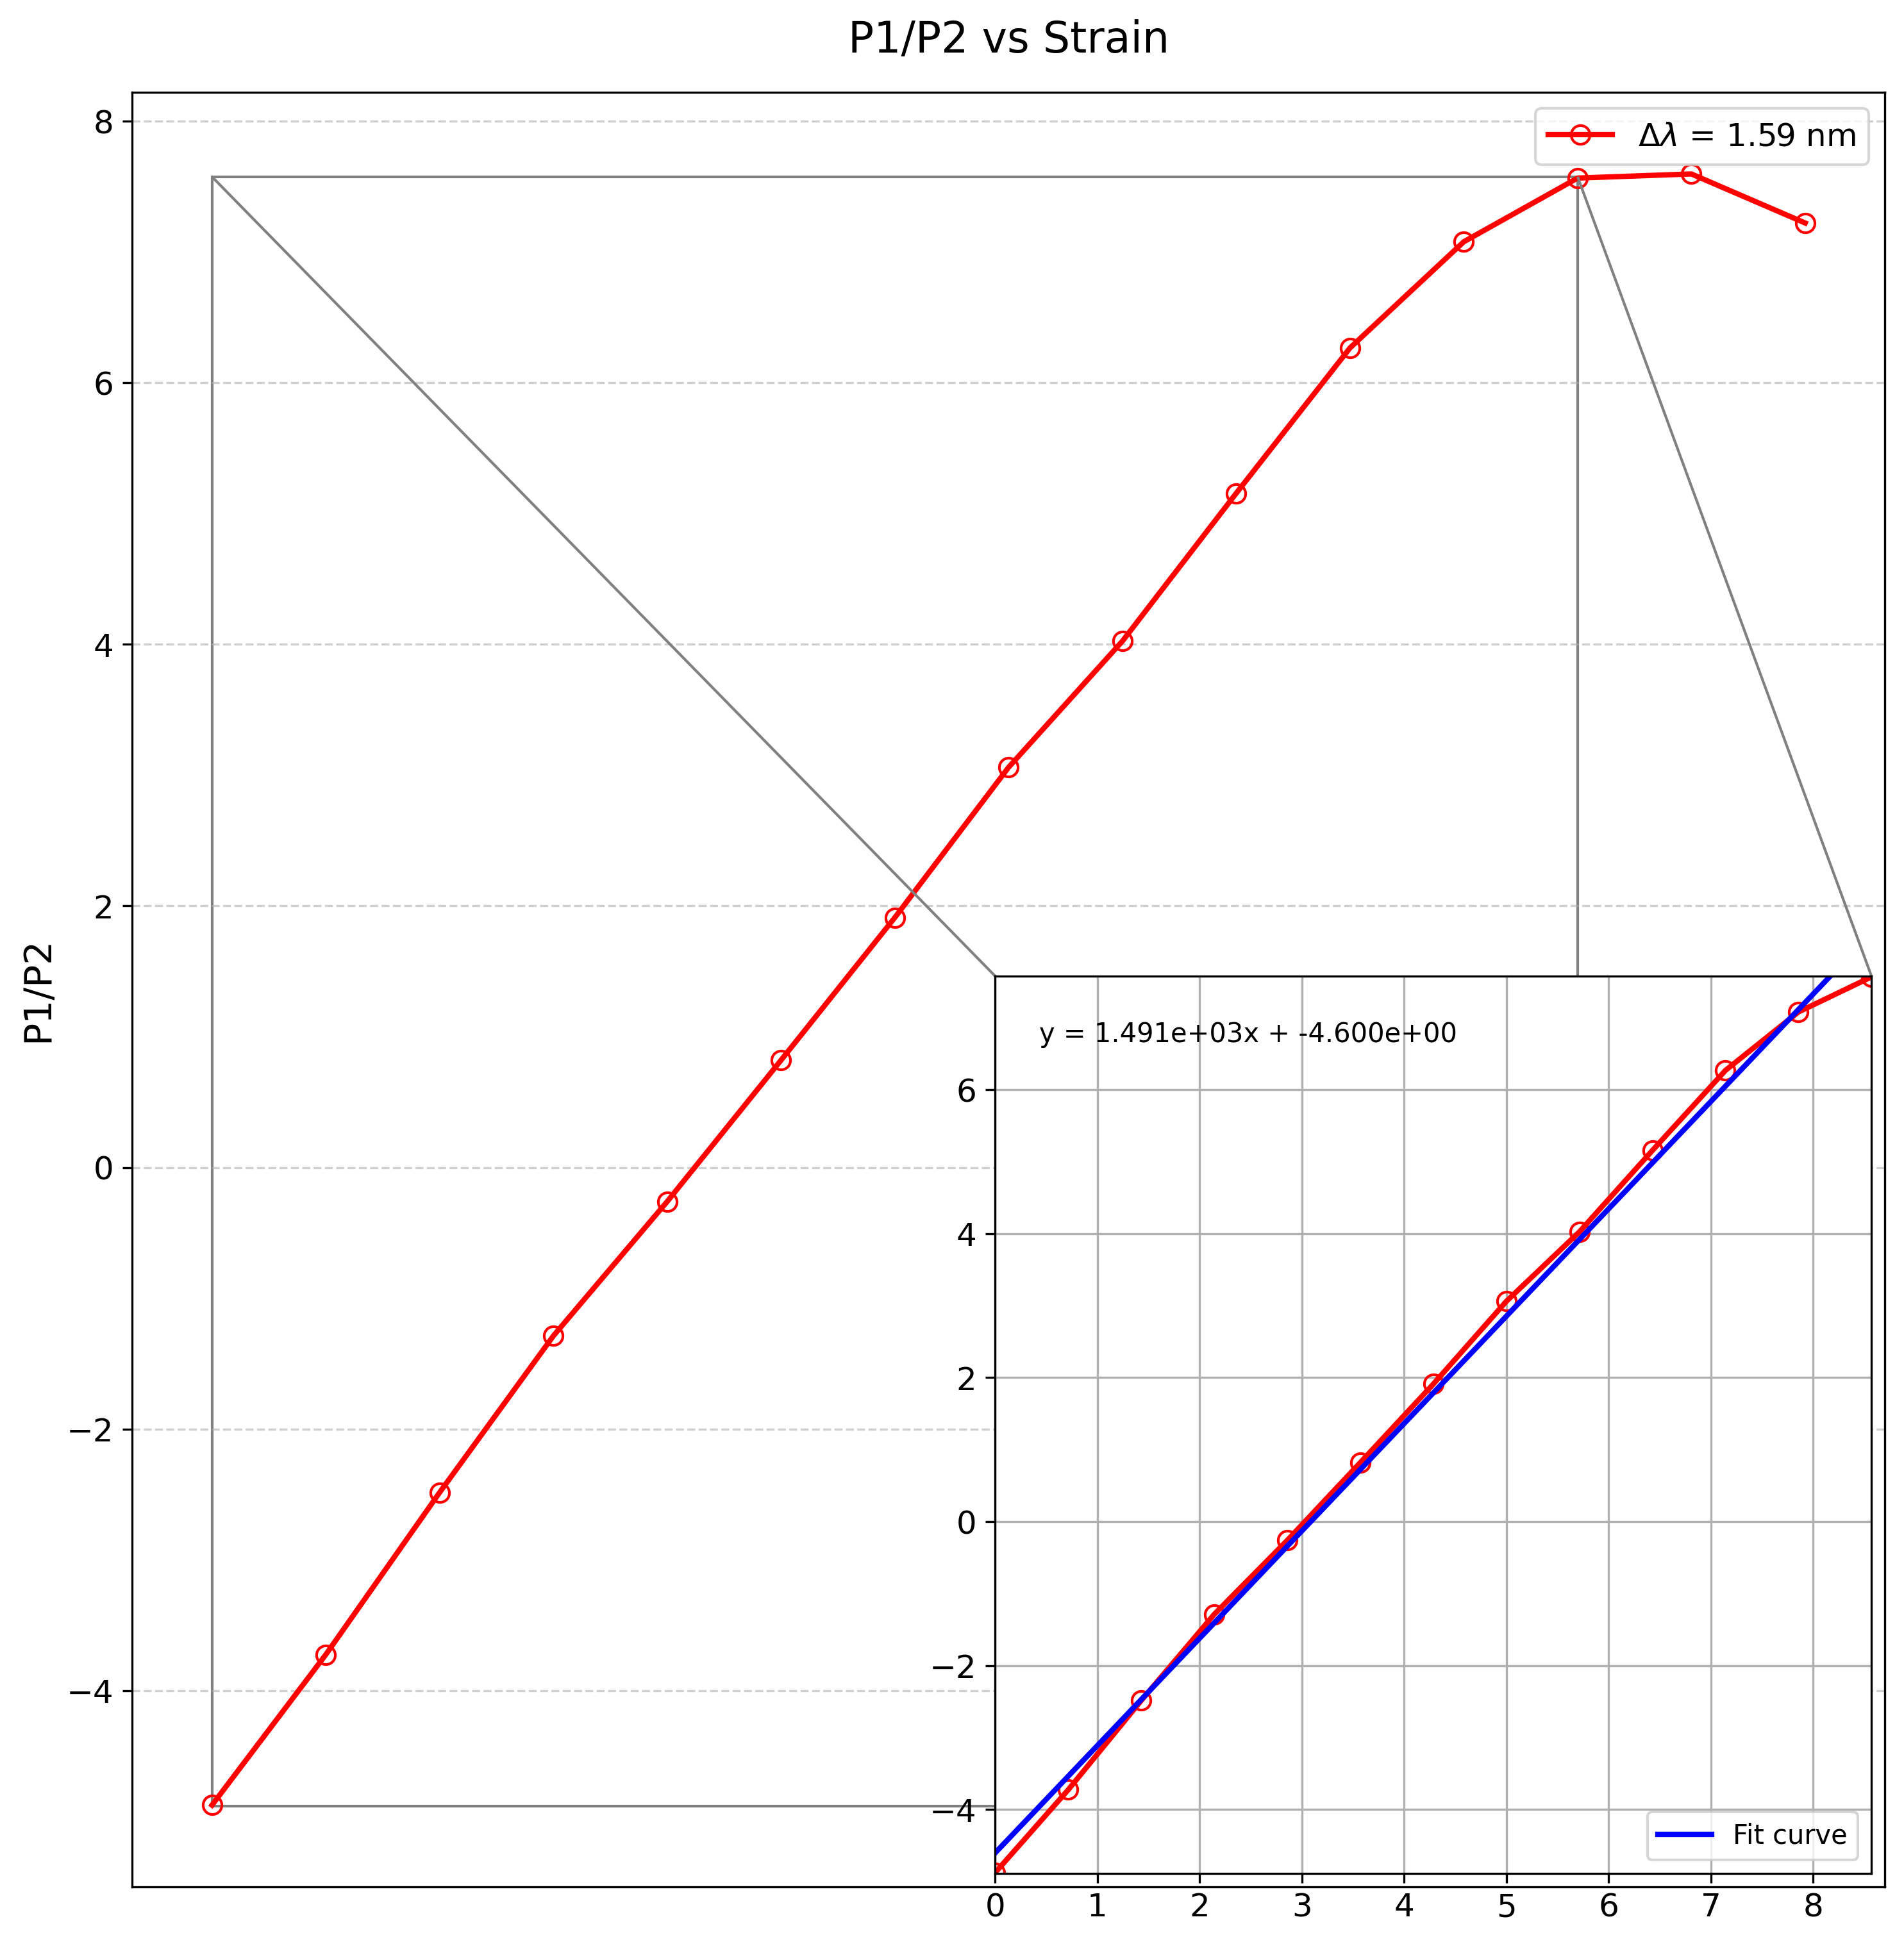 P1/P2 vs Strain
8
6
4
2
0
−2
−4
P1/P2
Δλ = 1.59 nm
y = 1.491e+03x + -4.600e+00
6
4
2
0
−2
−4
Fit curve
0 1 2 3 4 5 6 7 8